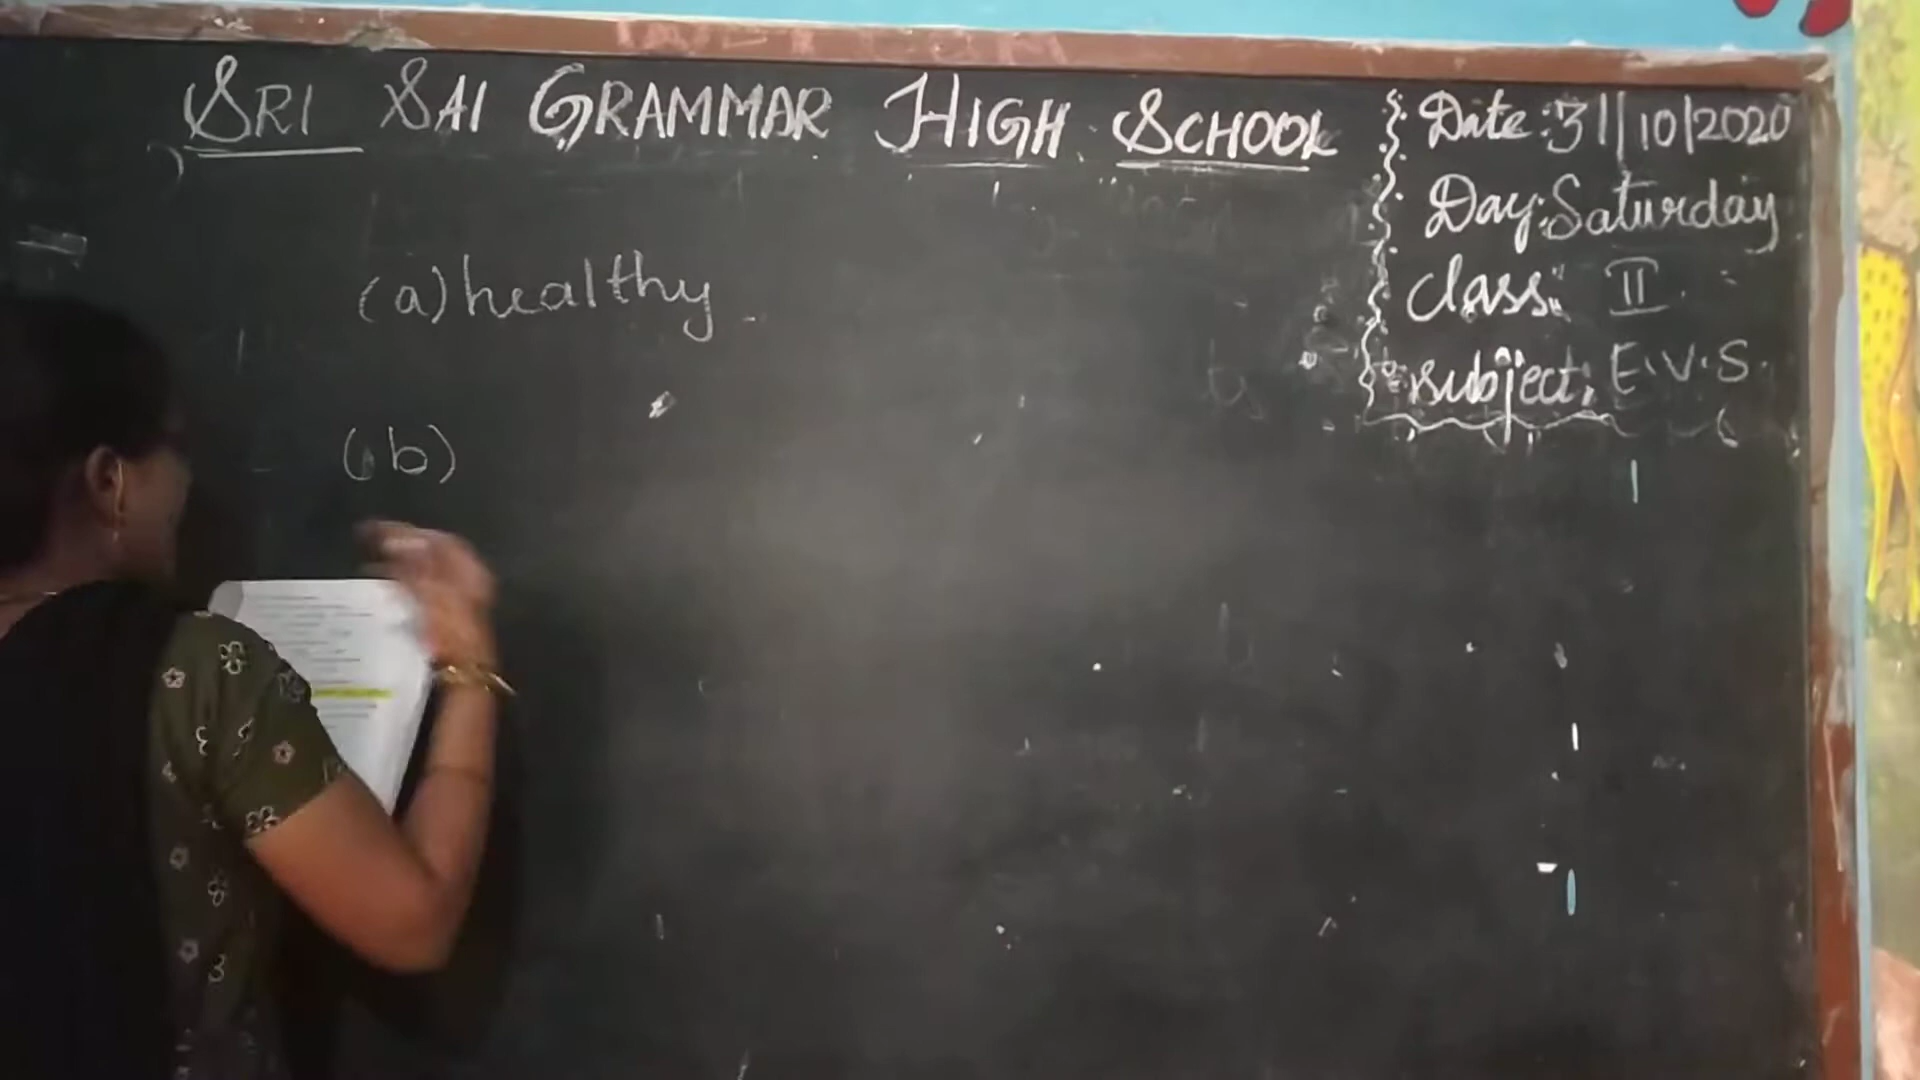 SRI SAI GRAMMAR HIGH SCHOOL
Date: 31/10/2020
Day: Saturday
class: II
subject: E.V.S.
(a) healthy
(b)